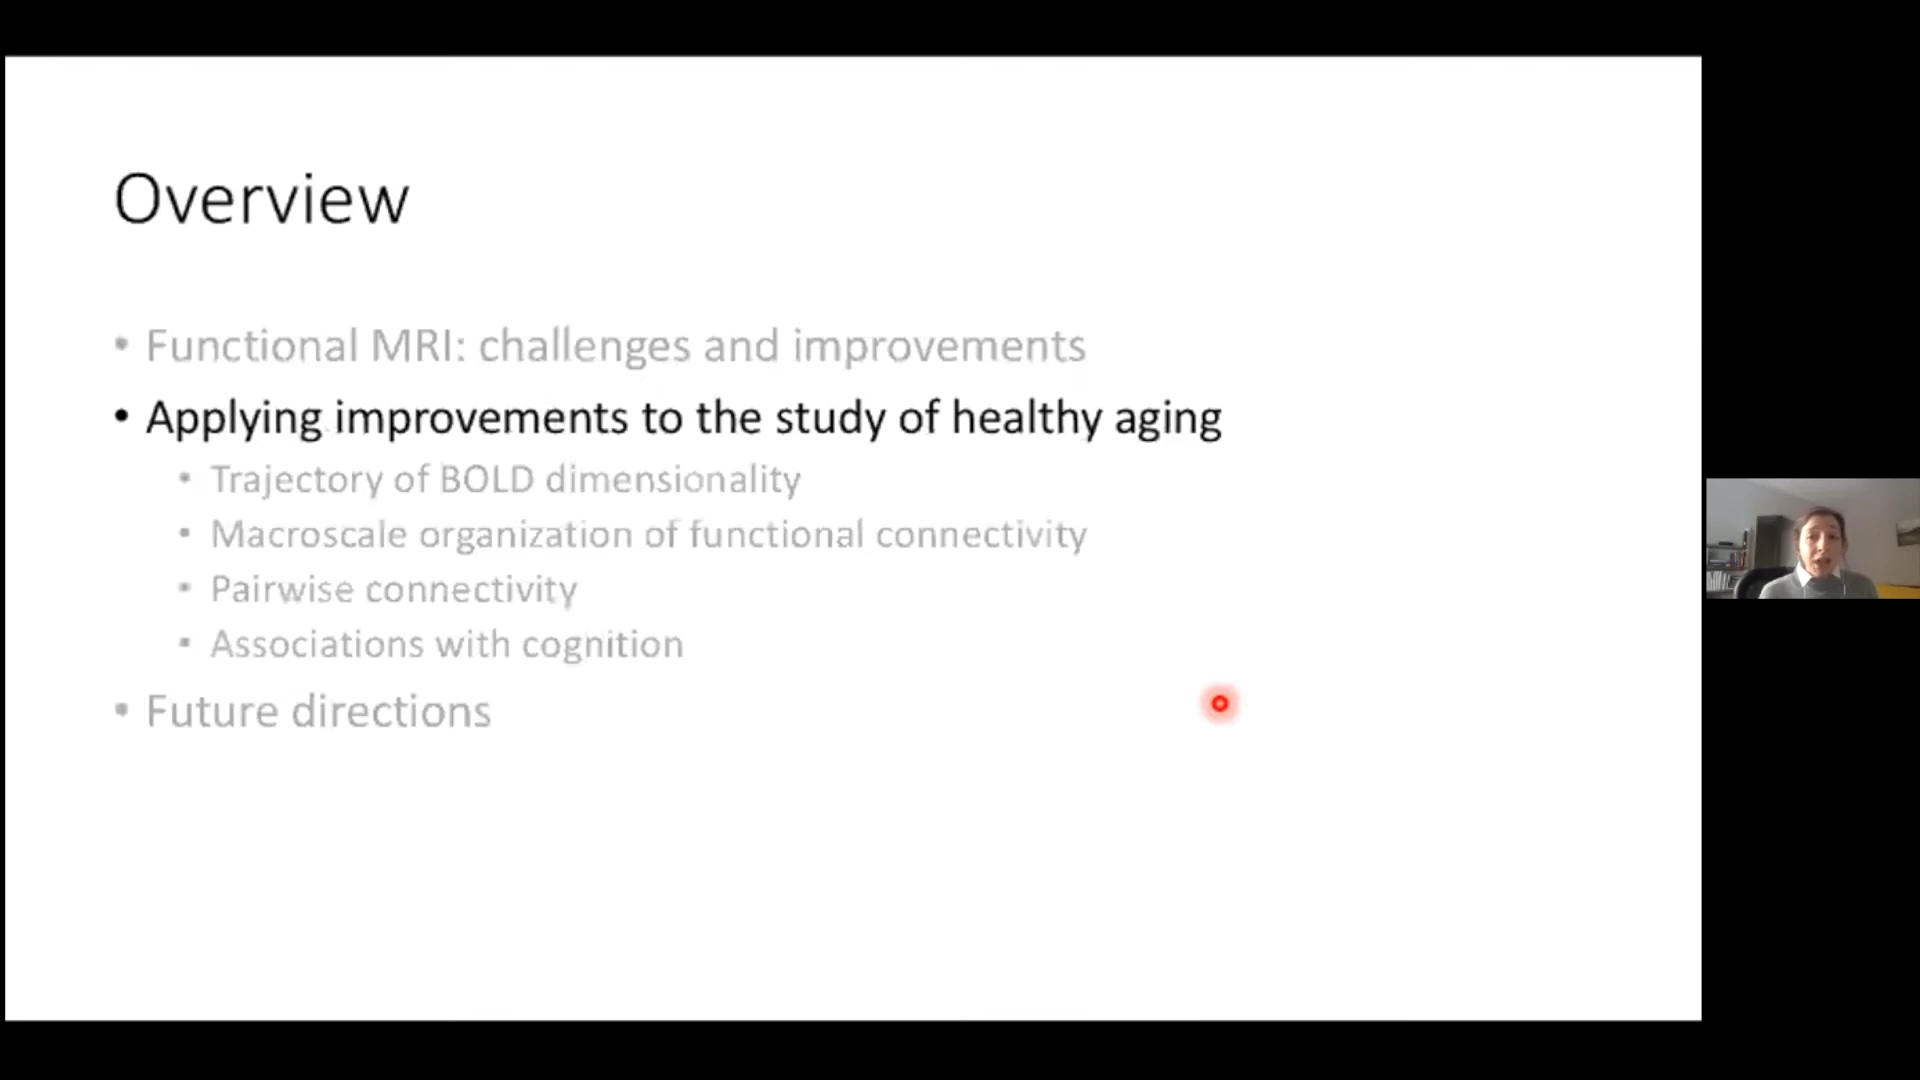 Overview
• Functional MRI: challenges and improvements
• Applying improvements to the study of healthy aging
• Trajectory of BOLD dimensionality
• Macroscale organization of functional connectivity
• Pairwise connectivity
• Associations with cognition
• Future directions